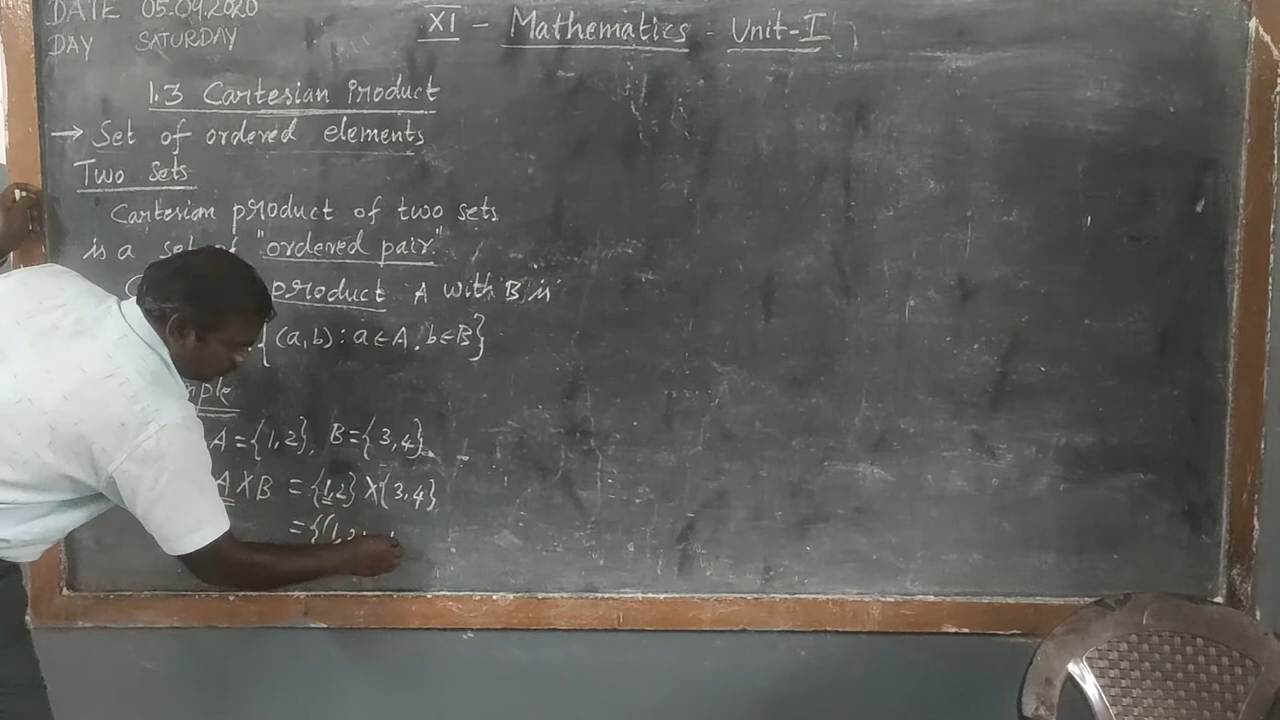 DATE 05.09.2020
XI - Mathematics - Unit-I
DAY SATURDAY
1.3 Cartesian Product
→ Set of ordered elements
Two Sets
Cartesian product of two sets
is a set of "ordered pair"
product A with B is
{(a,b): a∈A, b∈B}
A={1,2}, B={3,4}
A×B = {1,2}×{3,4}
={(1,